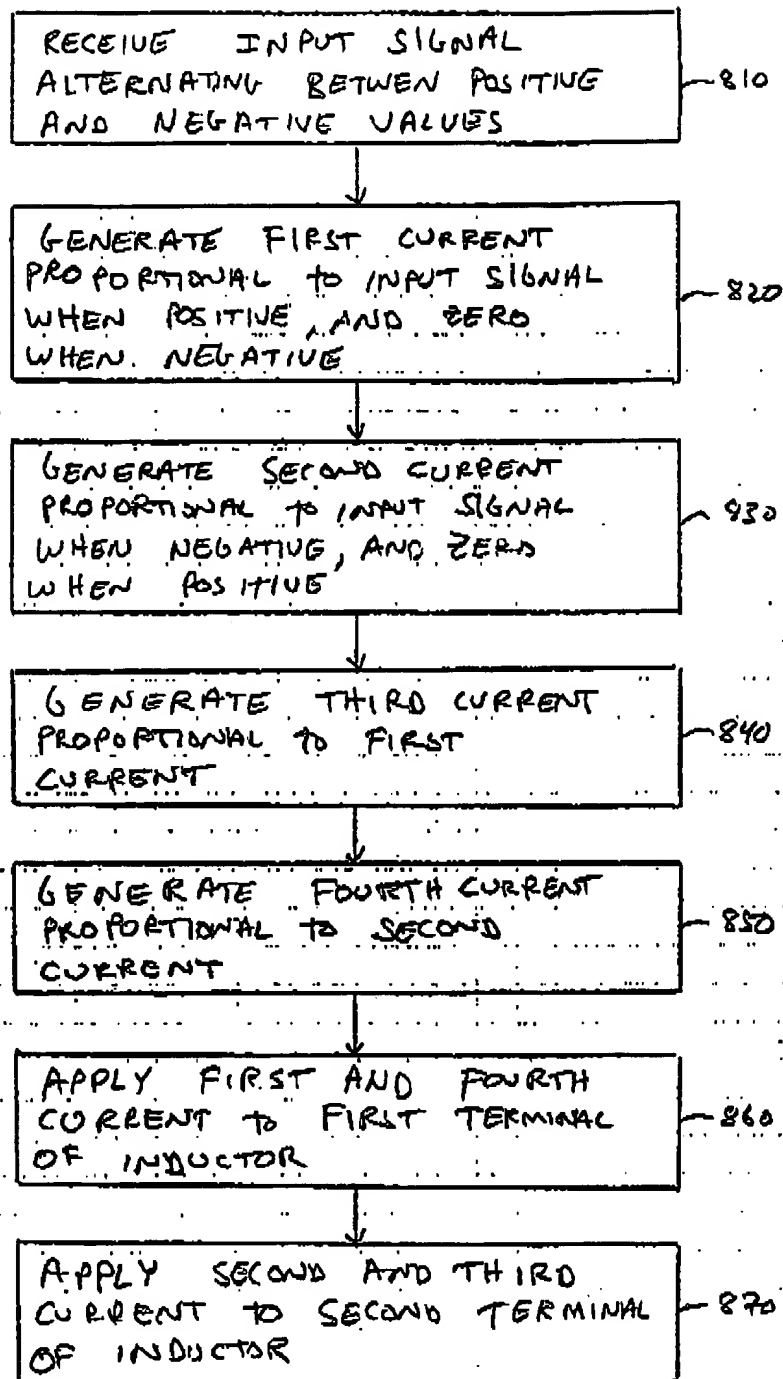 RECEIVE INPUT SIGNAL
ALTERNATING BETWEN POSITIVE
AND NEGATIVE VALUES
810
GENERATE FIRST CURRENT
PROPORTIONAL to INPUT SIGNAL
WHEN POSITIVE, AND ZERO
WHEN NEGATIVE
820
GENERATE SECOND CURRENT
PROPORTIONAL to INPUT SIGNAL
WHEN NEGATIVE, AND ZERO
WHEN POSITIVE
830
GENERATE THIRD CURRENT
PROPORTIONAL to FIRST
CURRENT
840
GENERATE FOURTH CURRENT
PROPORTIONAL to SECOND
CURRENT
850
APPLY FIRST AND FOURTH
CURRENT to FIRST TERMINAL
OF INDUCTOR
860
APPLY SECOND AND THIRD
CURRENT TO SECOND TERMINAL
OF INDUCTOR
870